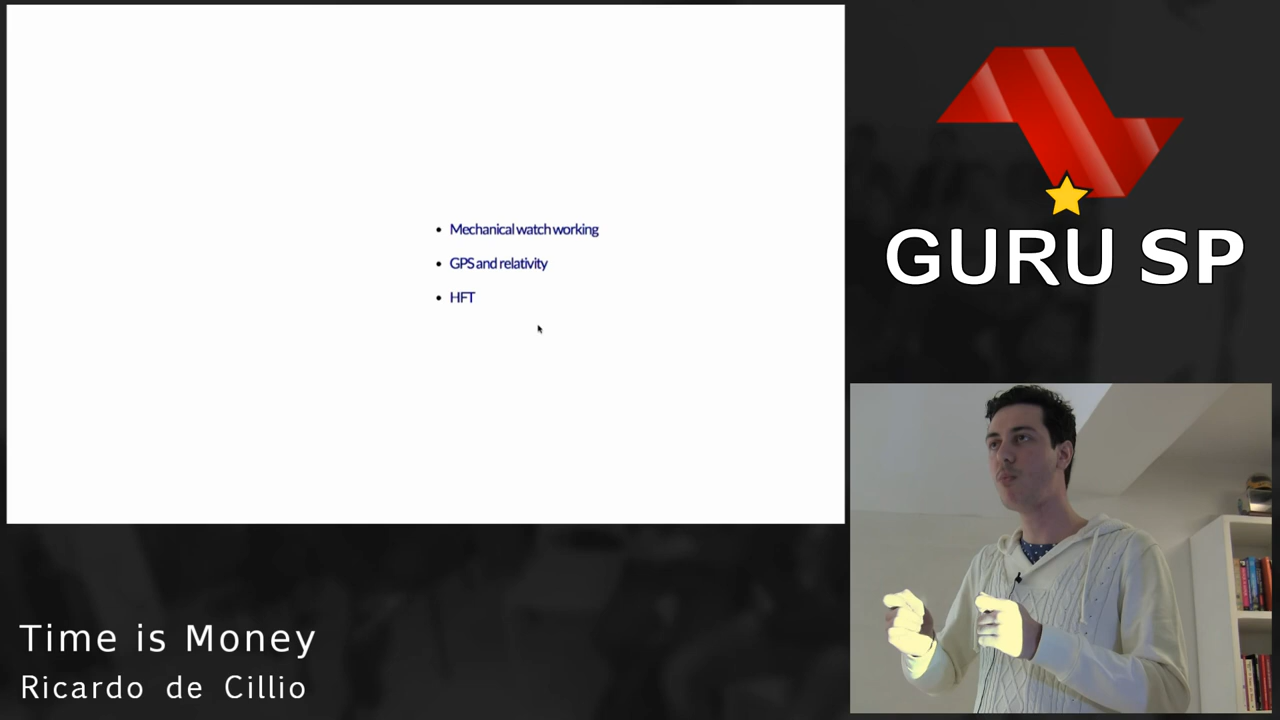 Mechanical watch working
GPS and relativity
HFT
GURU SP
Time is Money
Ricardo de Cillio